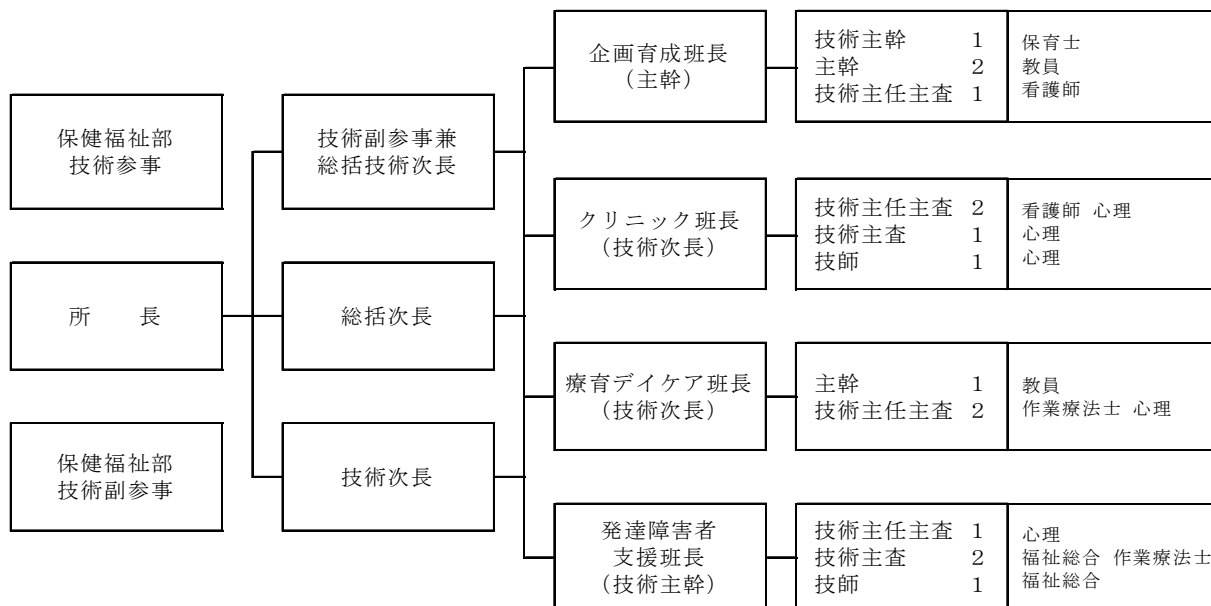 保健福祉部
技術参事
所　　長
保健福祉部
技術副参事
技術副参事兼
総括技術次長
総括次長
技術次長
企画育成班長
（主幹）
技術主幹 1 保育士
主幹 2 教員
技術主任主査 1 看護師
クリニック班長
（技術次長）
技術主任主査 2 看護師 心理
技術主査 1 心理
技師 1 心理
療育デイケア班長
（技術次長）
主幹 1 教員
技術主任主査 2 作業療法士 心理
発達障害者
支援班長
（技術主幹）
技術主任主査 1 心理
技術主査 2 福祉総合 作業療法士
技師 1 福祉総合